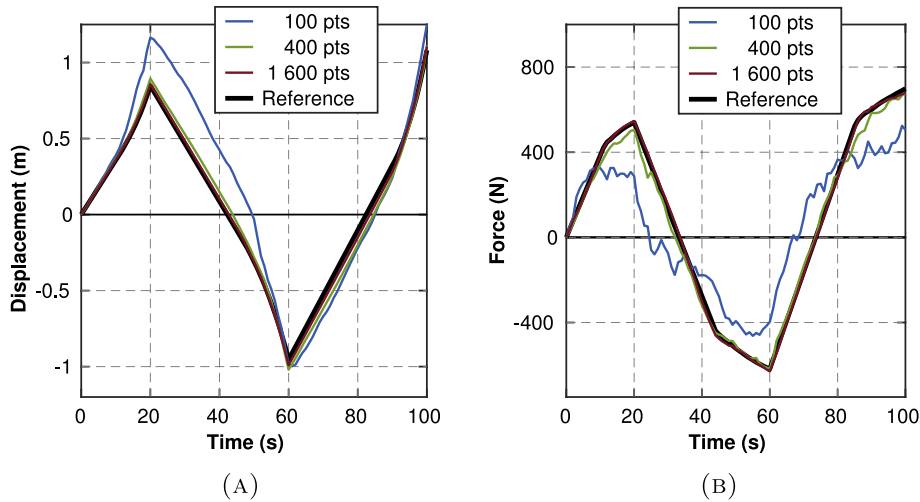 100 pts
400 pts
1 600 pts
Reference
1
0.5
0
-0.5
-1
Displacement (m)
0 20 40 60 80 100
Time (s)
(A)
100 pts
400 pts
1 600 pts
Reference
800
400
0
-400
Force (N)
0 20 40 60 80 100
Time (s)
(B)